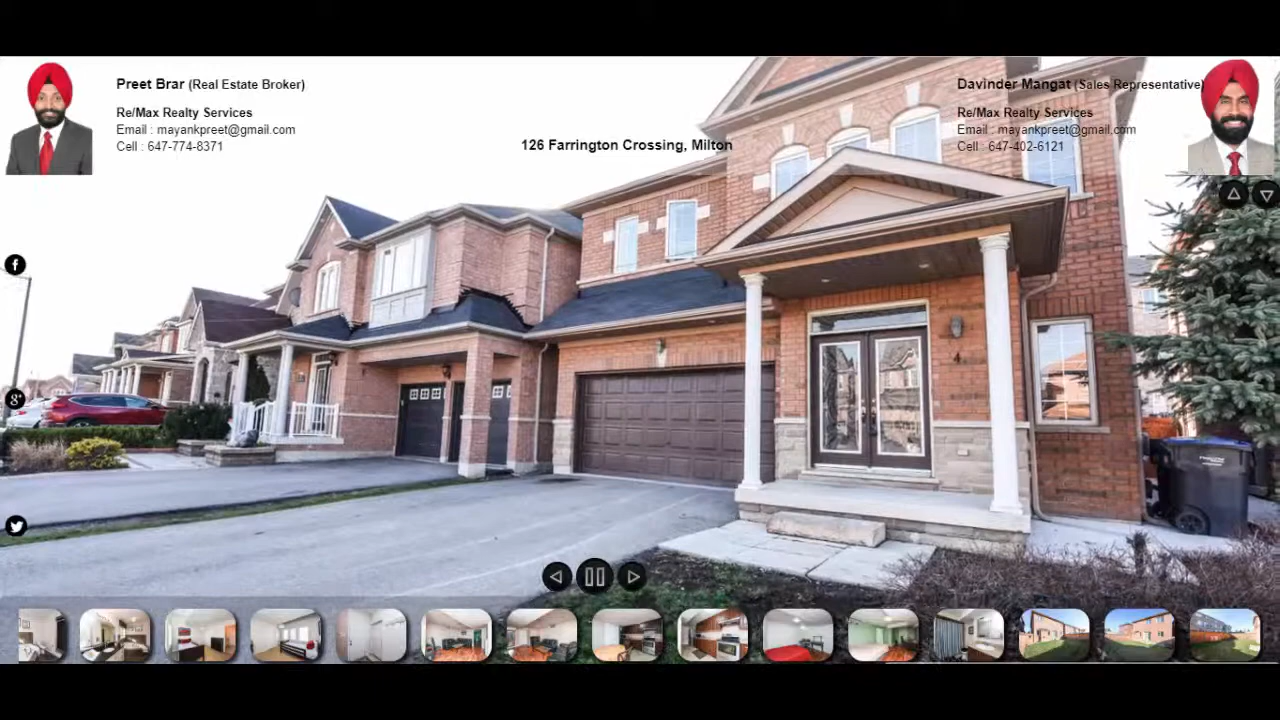 Preet Brar (Real Estate Broker)
Re/Max Realty Services
Email : mayankpreet@gmail.com
Cell : 647-774-8371
126 Farrington Crossing, Milton
Davinder Mangat (Sales Representative)
Re/Max Realty Services
Email : mayankpreet@gmail.com
Cell : 647-402-6121
f
g+
4